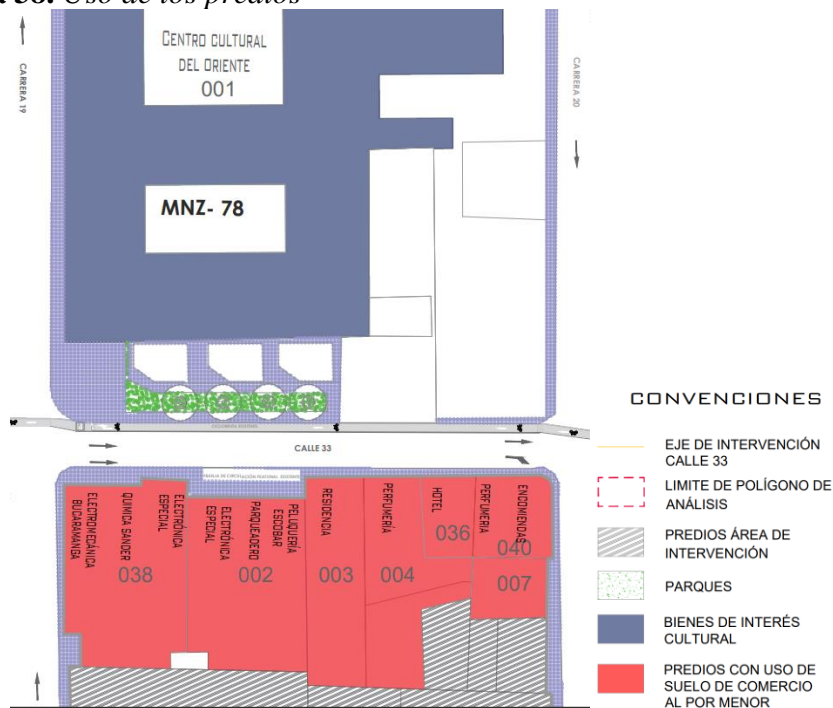 Uso de los predios
CENTRO CULTURAL
DEL ORIENTE
001
CARRERA 19
CARRERA 20
MNZ- 78
CALLE 33
ELECTROMECÁNICA
BUCARAMANGA
QUIMICA SANDER
ELECTRÓNICA
ESPECIAL
038
ELECTRÓNICA
ESPECIAL
PARQUEADERO
ESCOBAR
PELUQUERÍA
002
RESIDENCIA
003
PERFUMERÍA
004
HOTEL
036
PERFUMERIA
ENCOMIENDAS
040
007
CONVENCIONES
EJE DE INTERVENCIÓN
CALLE 33
LIMITE DE POLÍGONO DE
ANÁLISIS
PREDIOS ÁREA DE
INTERVENCIÓN
PARQUES
BIENES DE INTERÉS
CULTURAL
PREDIOS CON USO DE
SUELO DE COMERCIO
AL POR MENOR